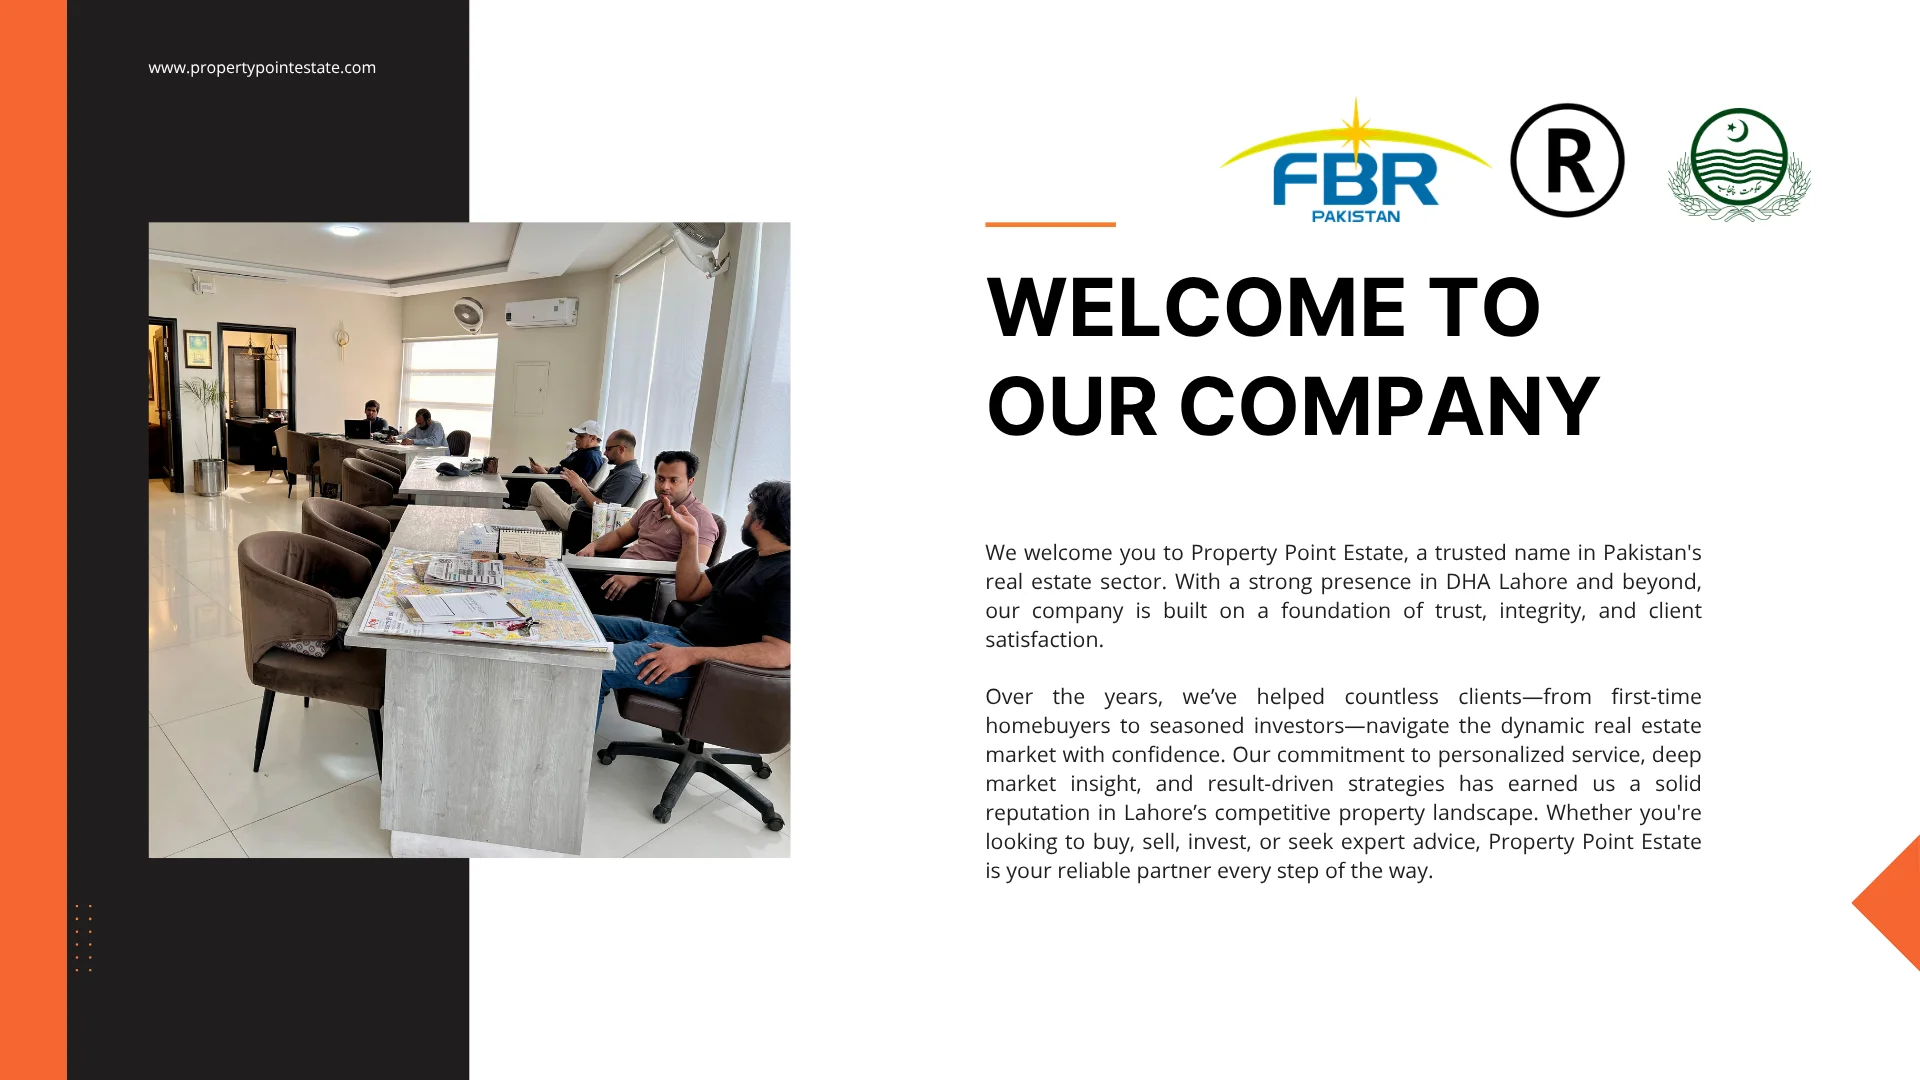 www.propertypointestate.com
FBR
PAKISTAN
R
حکومت پنجاب
WELCOME TO
OUR COMPANY
We welcome you to Property Point Estate, a trusted name in Pakistan's
real estate sector. With a strong presence in DHA Lahore and beyond,
our company is built on a foundation of trust, integrity, and client
satisfaction.
Over the years, we’ve helped countless clients—from first-time
homebuyers to seasoned investors—navigate the dynamic real estate
market with confidence. Our commitment to personalized service, deep
market insight, and result-driven strategies has earned us a solid
reputation in Lahore’s competitive property landscape. Whether you're
looking to buy, sell, invest, or seek expert advice, Property Point Estate
is your reliable partner every step of the way.